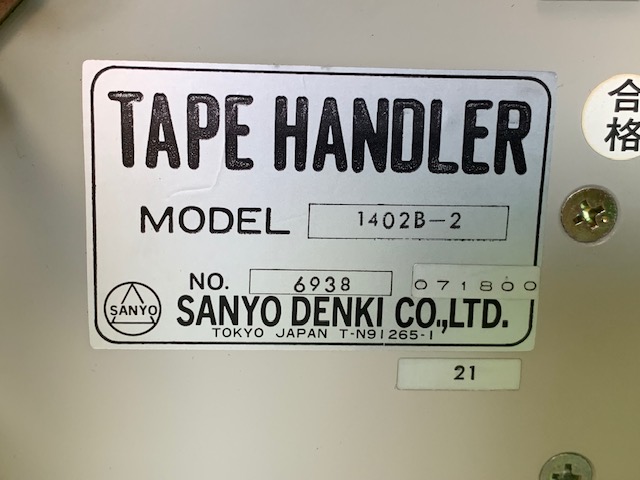 TAPE HANDLER
MODEL 1402B-2
NO. 6938 071800
SANYO SANYO DENKI CO.,LTD.
TOKYO JAPAN T-N91265-1
21
合格